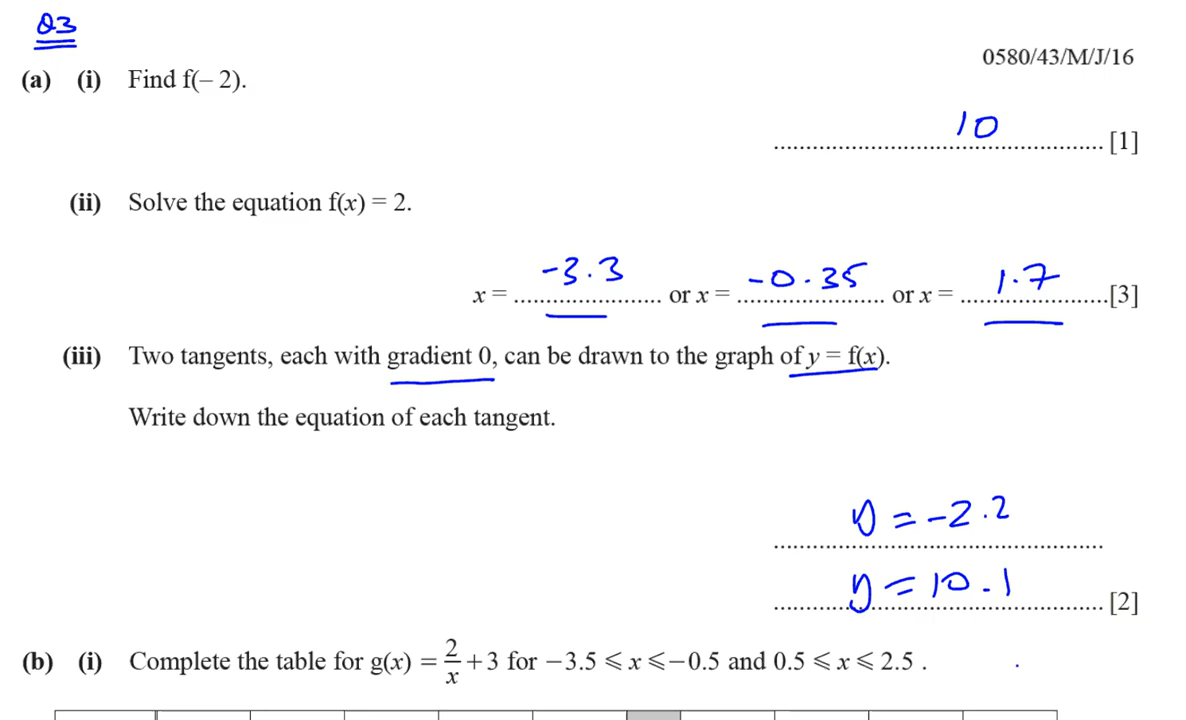 Q3
0580/43/M/J/16
(a) (i) Find f(– 2).
10
.................................................... [1]
(ii) Solve the equation f(x) = 2.
-3.3 -0.35 1.7
x = ....................... or x = ....................... or x = .......................[3]
(iii) Two tangents, each with gradient 0, can be drawn to the graph of y = f(x).
Write down the equation of each tangent.
y = -2.2
....................................................
y = 10.1
.................................................... [2]
(b) (i) Complete the table for g(x) = 2/x + 3 for −3.5 ⩽ x ⩽ −0.5 and 0.5 ⩽ x ⩽ 2.5 .